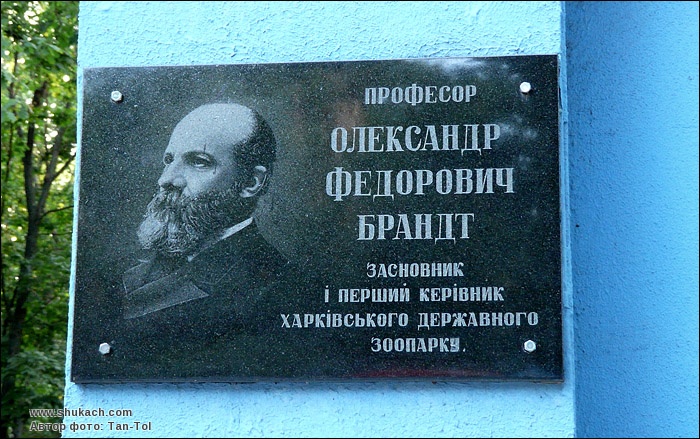 ПРОФЕСОР
ОЛЕКСАНДР
ФЕДОРОВИЧ
БРАНДТ
ЗАСНОВНИК
І ПЕРШИЙ КЕРІВНИК
ХАРКІВСЬКОГО ДЕРЖАВНОГО
ЗООПАРКУ.
www.shukach.com
Автор фото: Tan-Tol